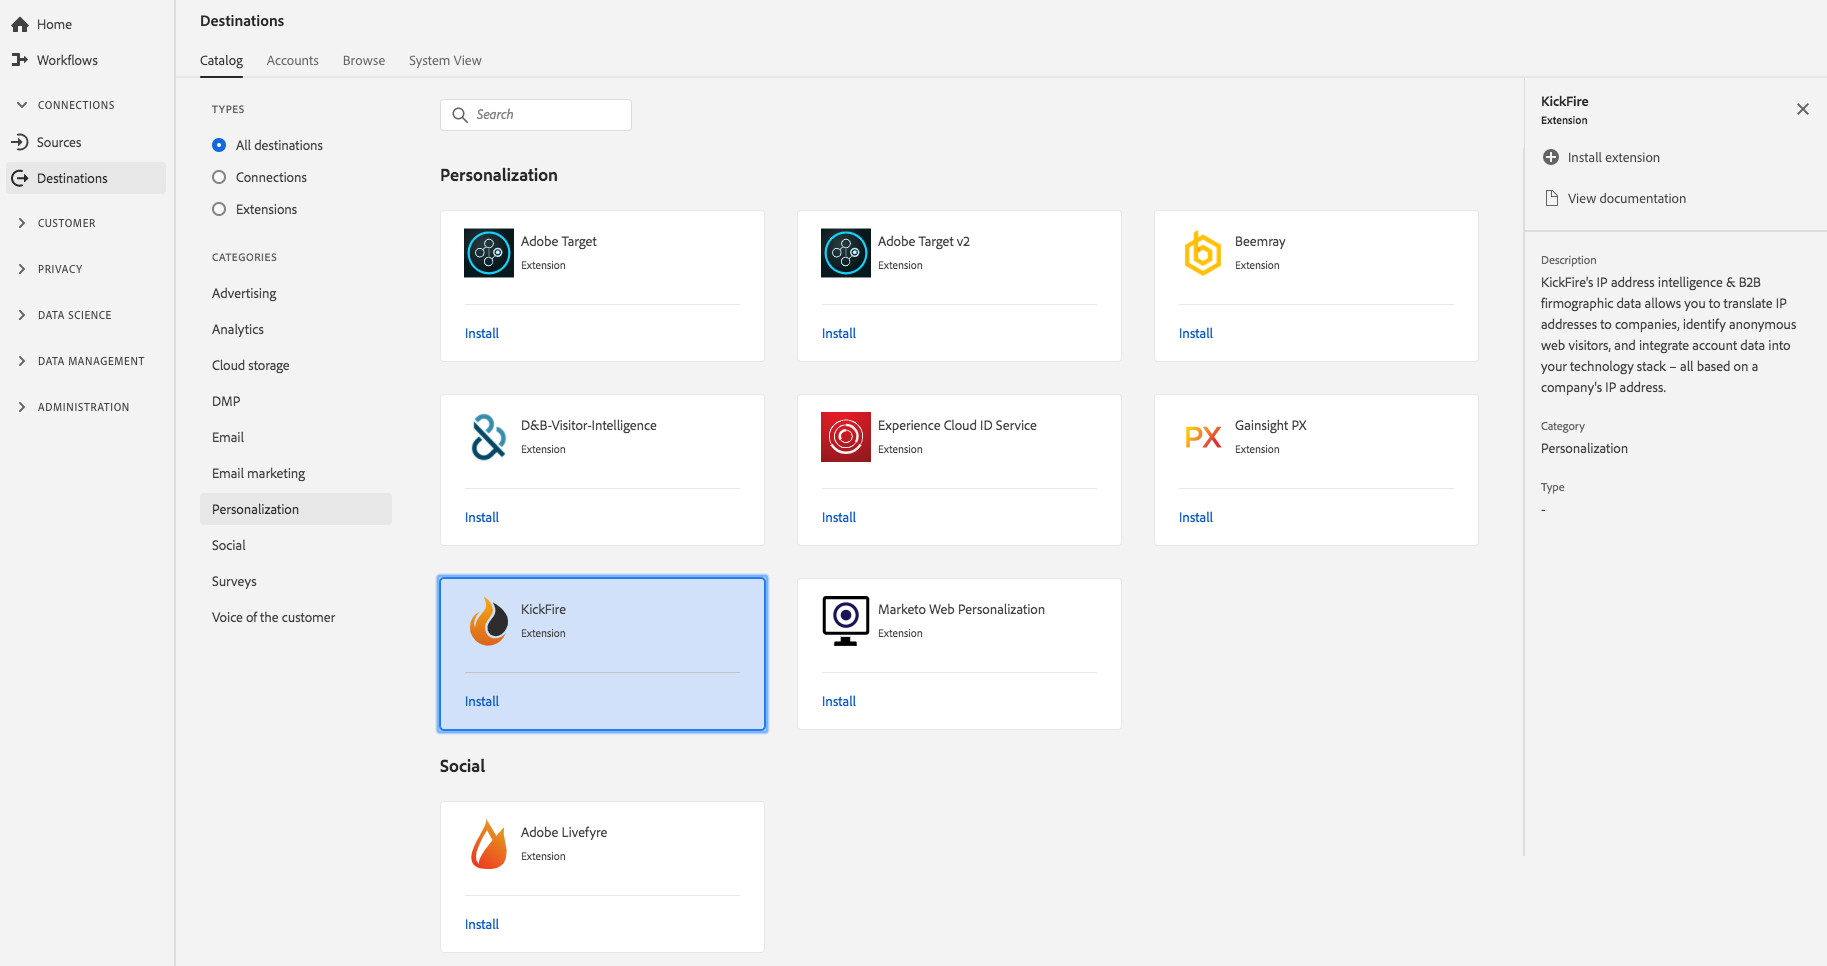 Home
Workflows
CONNECTIONS
Sources
Destinations
CUSTOMER
PRIVACY
DATA SCIENCE
DATA MANAGEMENT
ADMINISTRATION
Destinations
Catalog Accounts Browse System View
TYPES
All destinations
Connections
Extensions
CATEGORIES
Advertising
Analytics
Cloud storage
DMP
Email
Email marketing
Personalization
Social
Surveys
Voice of the customer
Search
Personalization
Adobe Target
Extension
Install
Adobe Target v2
Extension
Install
Beemray
Extension
Install
D&B-Visitor-Intelligence
Extension
Install
Experience Cloud ID Service
Extension
Install
PX
Gainsight PX
Extension
Install
KickFire
Extension
Install
Marketo Web Personalization
Extension
Install
Social
Adobe Livefyre
Extension
Install
KickFire
Extension
Install extension
View documentation
Description
KickFire's IP address intelligence & B2B
firmographic data allows you to translate IP
addresses to companies, identify anonymous
web visitors, and integrate account data into
your technology stack – all based on a
company's IP address.
Category
Personalization
Type
-